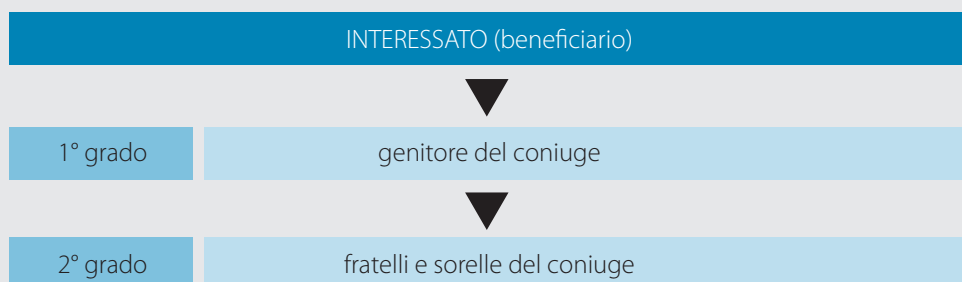 INTERESSATO (beneficiario)
1° grado genitore del coniuge
2° grado fratelli e sorelle del coniuge